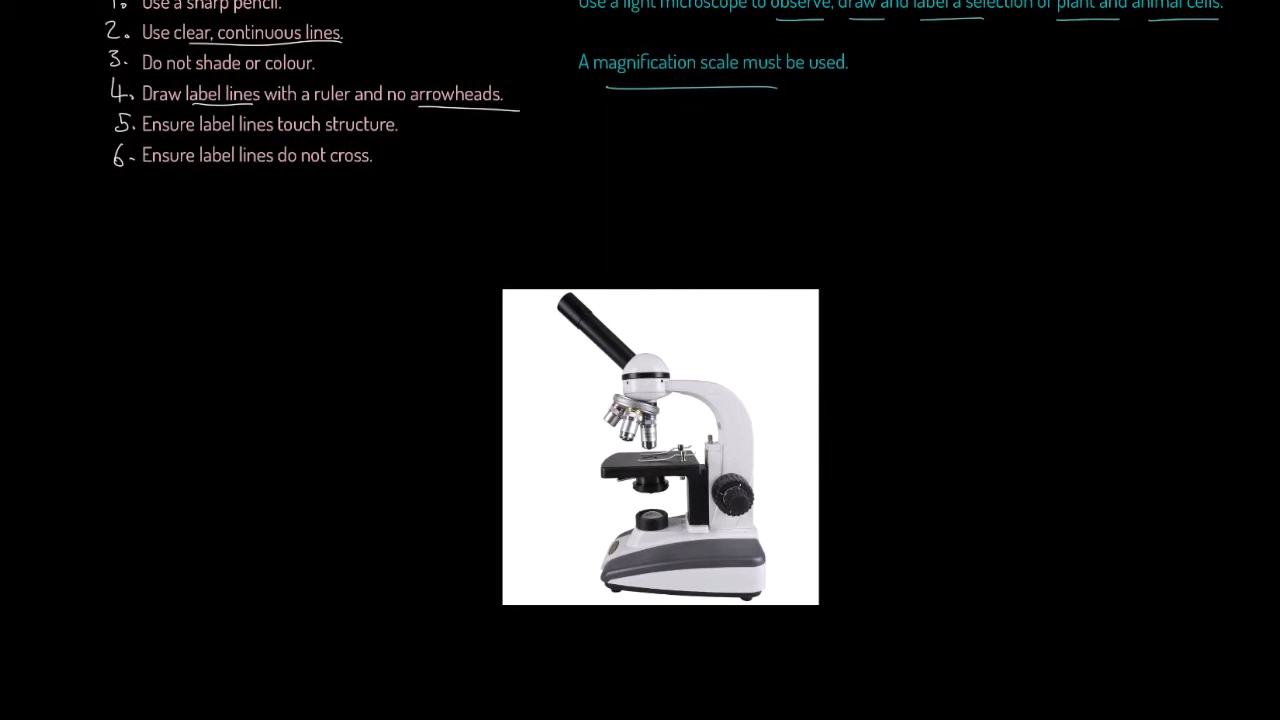 1. Use a sharp pencil.
2. Use clear, continuous lines.
3. Do not shade or colour.
4. Draw label lines with a ruler and no arrowheads.
5. Ensure label lines touch structure.
6. Ensure label lines do not cross.
Use a light microscope to observe, draw and label a selection of plant and animal cells.
A magnification scale must be used.